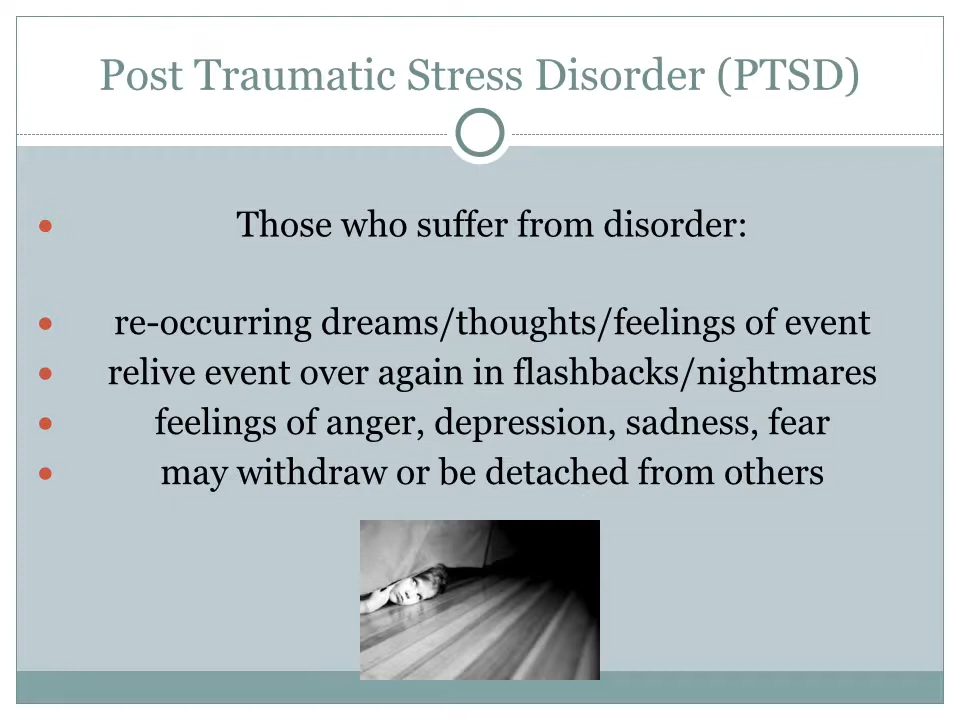 Post Traumatic Stress Disorder (PTSD)
Those who suffer from disorder:
re-occurring dreams/thoughts/feelings of event
relive event over again in flashbacks/nightmares
feelings of anger, depression, sadness, fear
may withdraw or be detached from others